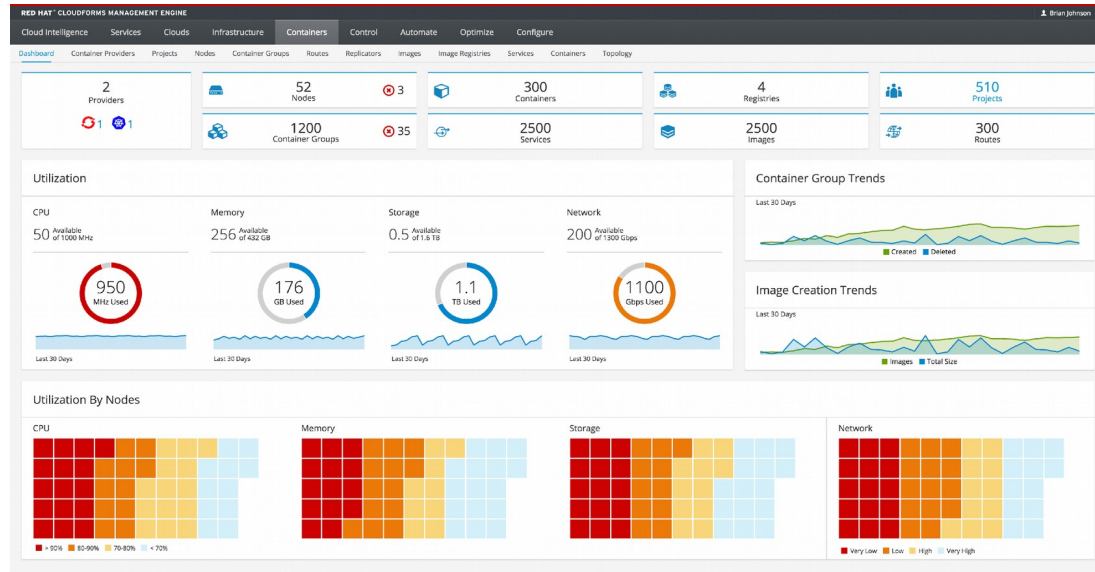 RED HAT® CLOUDFORMS MANAGEMENT ENGINE
Brian Johnson
Cloud Intelligence Services Clouds Infrastructure Containers Control Automate Optimize Configure
Dashboard Container Providers Projects Nodes Container Groups Routes Replicators Images Image Registries Services Containers Topology
2
Providers
1 1
52
Nodes
3
300
Containers
4
Registries
510
Projects
1200
Container Groups
35
2500
Services
2500
Images
300
Routes
Utilization
CPU
50 Available of 1000 MHz
950
MHz Used
Last 30 Days
Memory
256 Available of 432 GB
176
GB Used
Last 30 Days
Storage
0.5 Available of 1.6 TB
1.1
TB Used
Last 30 Days
Network
200 Available of 1300 Gbps
1100
Gbps Used
Last 30 Days
Container Group Trends
Last 30 Days
Created Deleted
Image Creation Trends
Last 30 Days
Images Total Size
Utilization By Nodes
CPU
Memory
Storage
Network
> 90% 80-90% 70-80% < 70%
Very Low Low High Very High